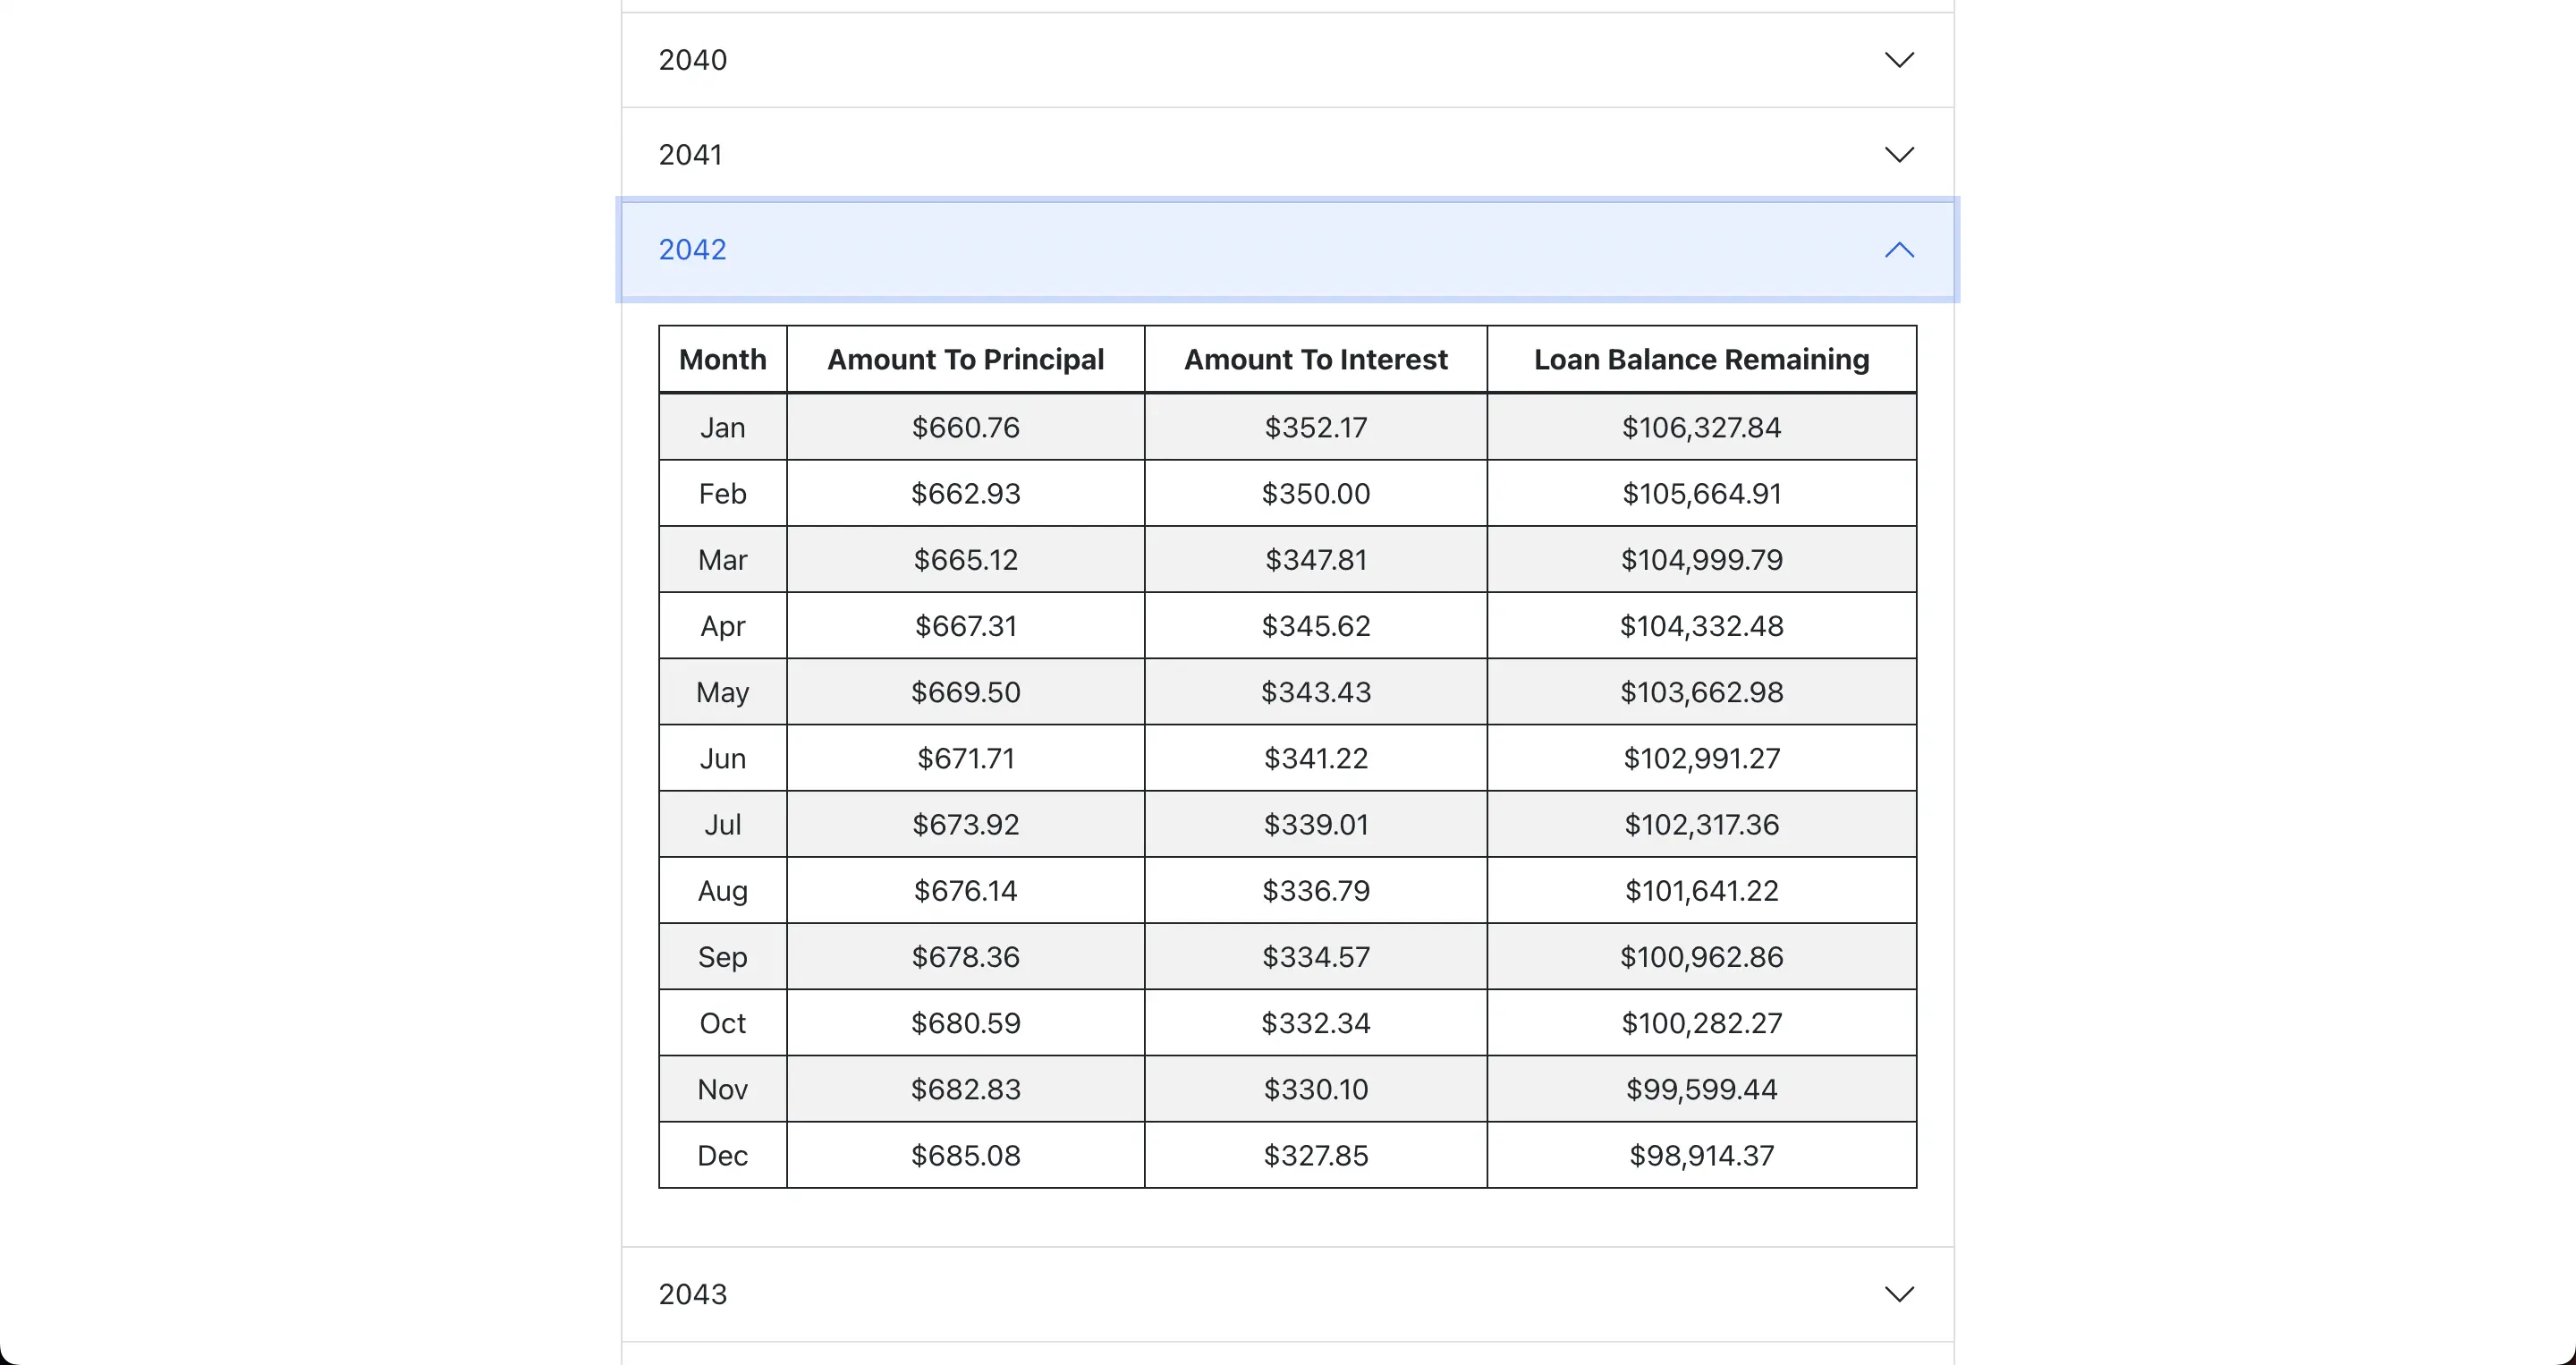 2040
2041
2042
Month Amount To Principal Amount To Interest Loan Balance Remaining
Jan $660.76 $352.17 $106,327.84
Feb $662.93 $350.00 $105,664.91
Mar $665.12 $347.81 $104,999.79
Apr $667.31 $345.62 $104,332.48
May $669.50 $343.43 $103,662.98
Jun $671.71 $341.22 $102,991.27
Jul $673.92 $339.01 $102,317.36
Aug $676.14 $336.79 $101,641.22
Sep $678.36 $334.57 $100,962.86
Oct $680.59 $332.34 $100,282.27
Nov $682.83 $330.10 $99,599.44
Dec $685.08 $327.85 $98,914.37
2043